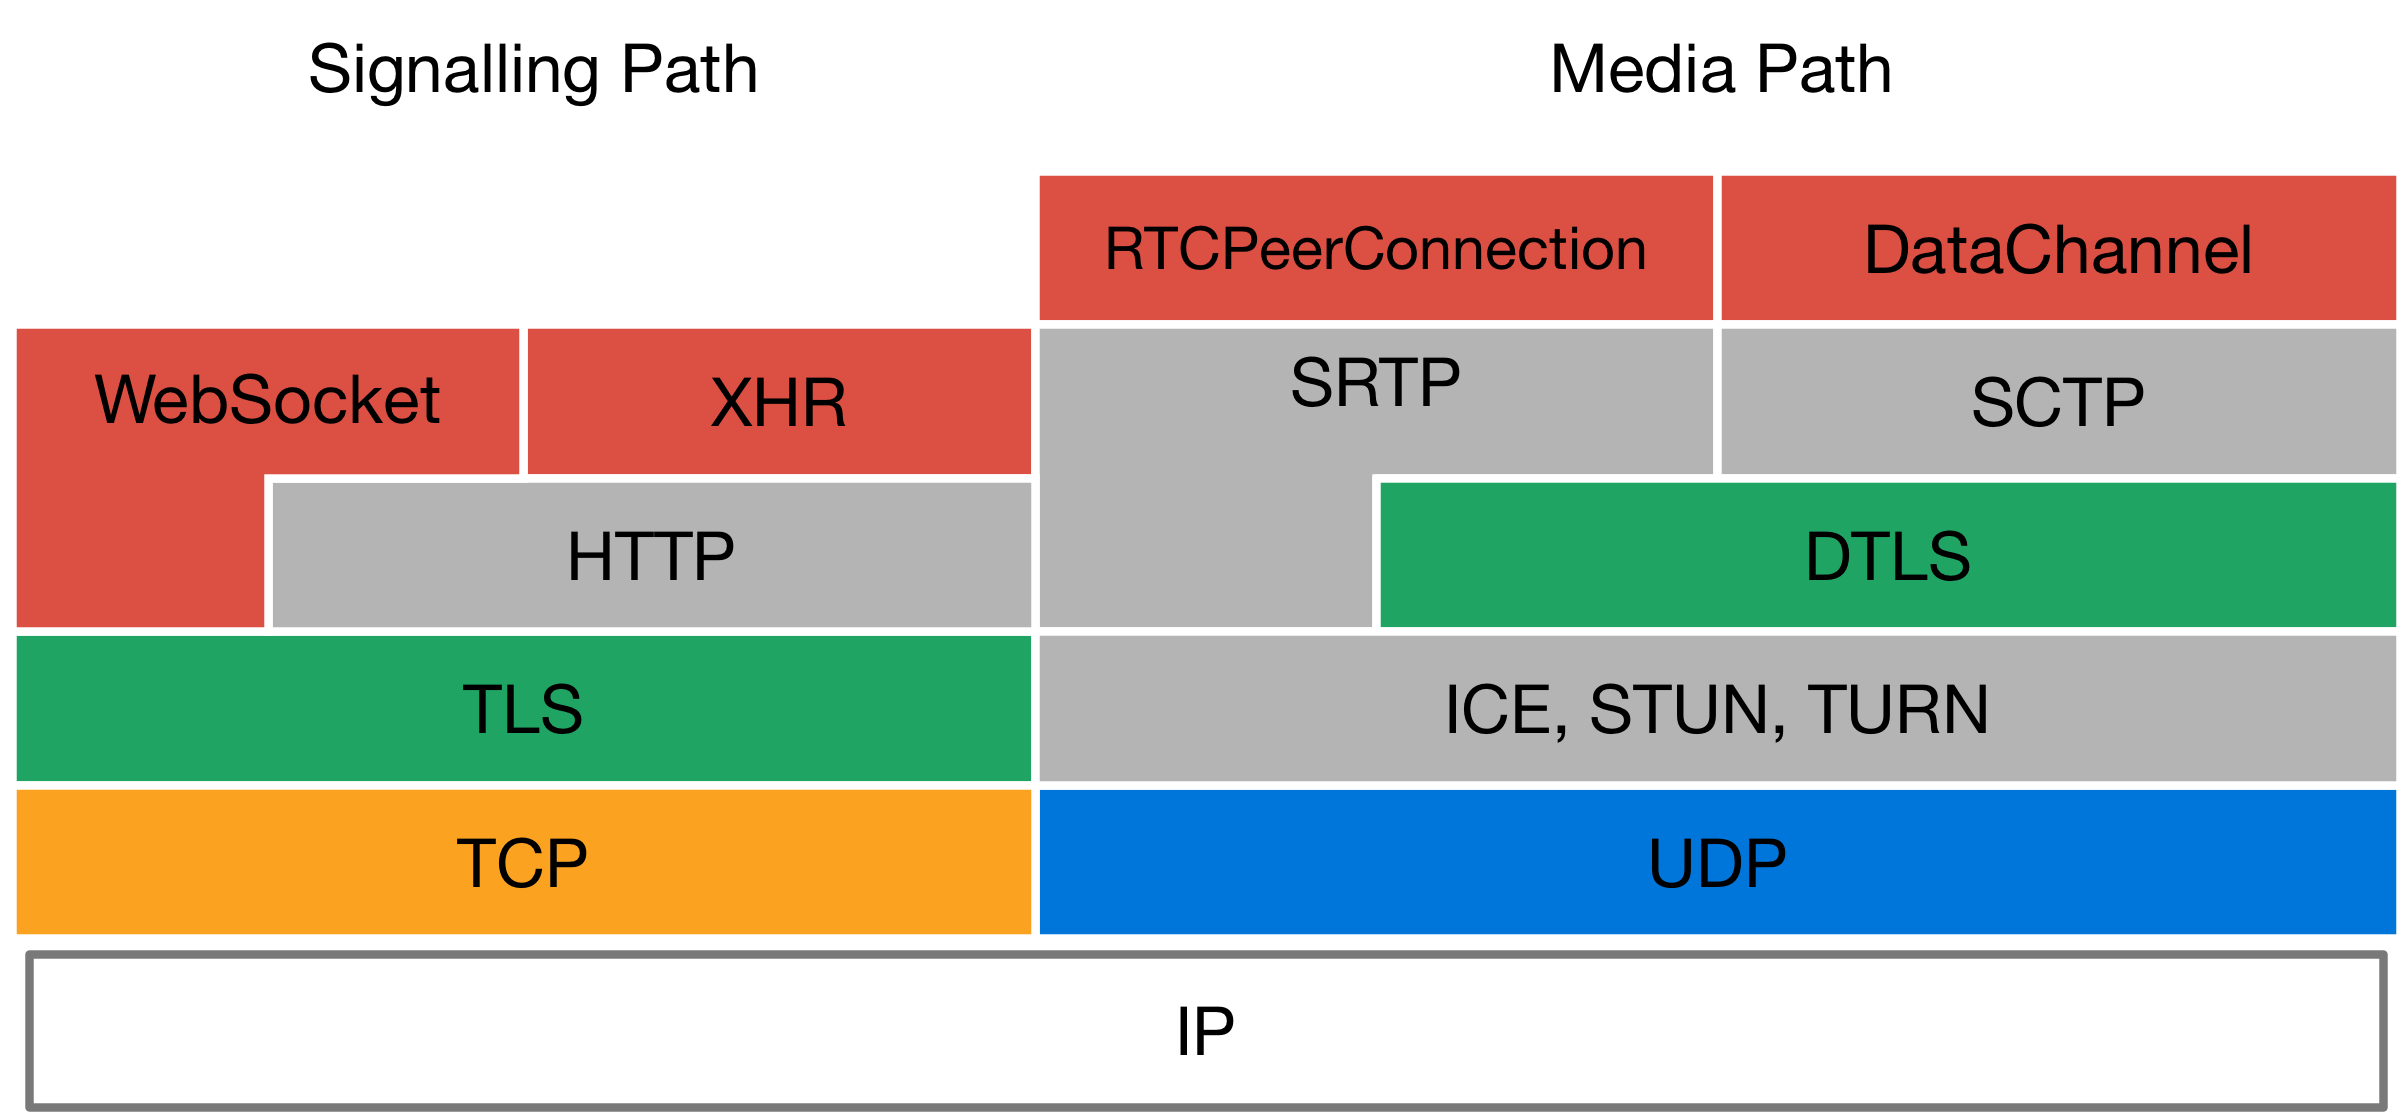 Signalling Path
Media Path
RTCPeerConnection
DataChannel
WebSocket
XHR
SRTP
SCTP
HTTP
DTLS
TLS
ICE, STUN, TURN
TCP
UDP
IP